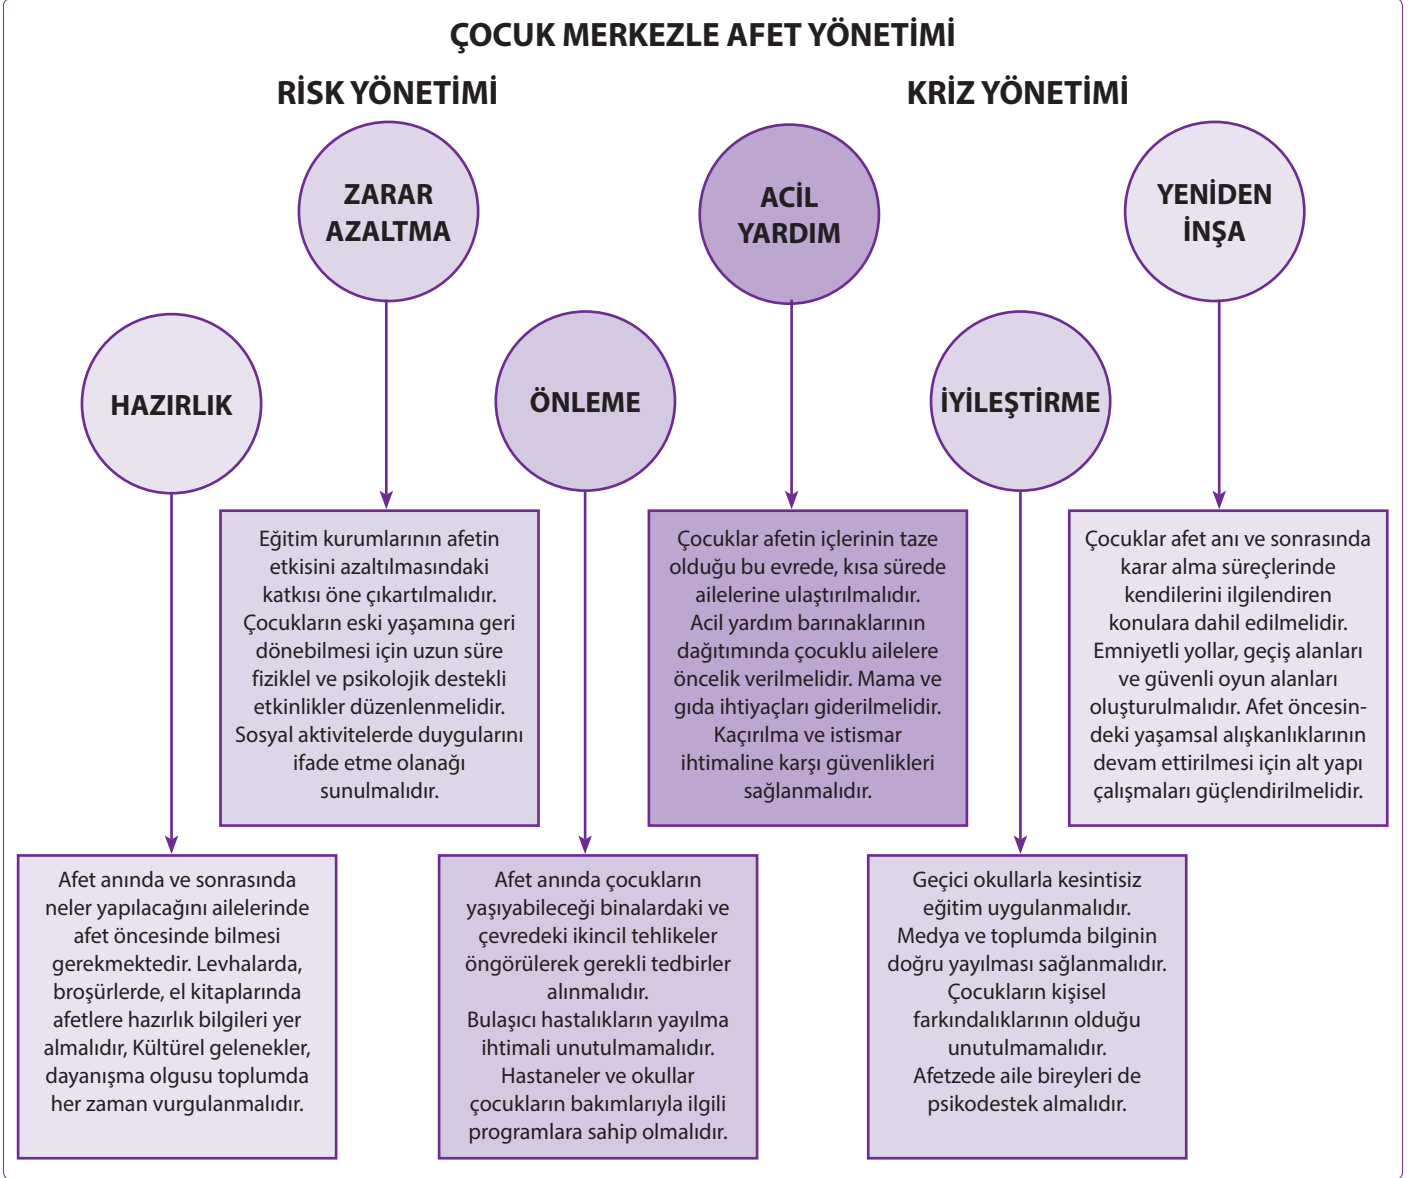 ÇOCUK MERKEZLE AFET YÖNETİMİ
RİSK YÖNETİMİ
KRİZ YÖNETİMİ
ZARAR
AZALTMA
ACİL
YARDIM
YENİDEN
İNŞA
HAZIRLIK
ÖNLEME
İYİLEŞTİRME
Eğitim kurumlarının afetin
etkisini azaltılmasındaki
katkısı öne çıkartılmalıdır.
Çocukların eski yaşamına geri
dönebilmesi için uzun süre
fiziklel ve psikolojik destekli
etkinlikler düzenlenmelidir.
Sosyal aktivitelerde duygularını
ifade etme olanağı
sunulmalıdır.
Çocuklar afetin içlerinin taze
olduğu bu evrede, kısa sürede
ailelerine ulaştırılmalıdır.
Acil yardım barınaklarının
dağıtımında çocuklu ailelere
öncelik verilmelidir. Mama ve
gıda ihtiyaçları giderilmelidir.
Kaçırılma ve istismar
ihtimaline karşı güvenlikleri
sağlanmalıdır.
Çocuklar afet anı ve sonrasında
karar alma süreçlerinde
kendilerini ilgilendiren
konulara dahil edilmelidir.
Emniyetli yollar, geçiş alanları
ve güvenli oyun alanları
oluşturulmalıdır. Afet öncesin-
deki yaşamsal alışkanlıklarının
devam ettirilmesi için alt yapı
çalışmaları güçlendirilmelidir.
Afet anında ve sonrasında
neler yapılacağını ailelerinde
afet öncesinde bilmesi
gerekmektedir. Levhalarda,
broşürlerde, el kitaplarında
afetlere hazırlık bilgileri yer
almalıdır, Kültürel gelenekler,
dayanışma olgusu toplumda
her zaman vurgulanmalıdır.
Afet anında çocukların
yaşıyabileceği binalardaki ve
çevredeki ikincil tehlikeler
öngörülerek gerekli tedbirler
alınmalıdır.
Bulaşıcı hastalıkların yayılma
ihtimali unutulmamalıdır.
Hastaneler ve okullar
çocukların bakımlarıyla ilgili
programlara sahip olmalıdır.
Geçici okullarla kesintisiz
eğitim uygulanmalıdır.
Medya ve toplumda bilginin
doğru yayılması sağlanmalıdır.
Çocukların kişisel
farkındalıklarının olduğu
unutulmamalıdır.
Afetzede aile bireyleri de
psikodestek almalıdır.